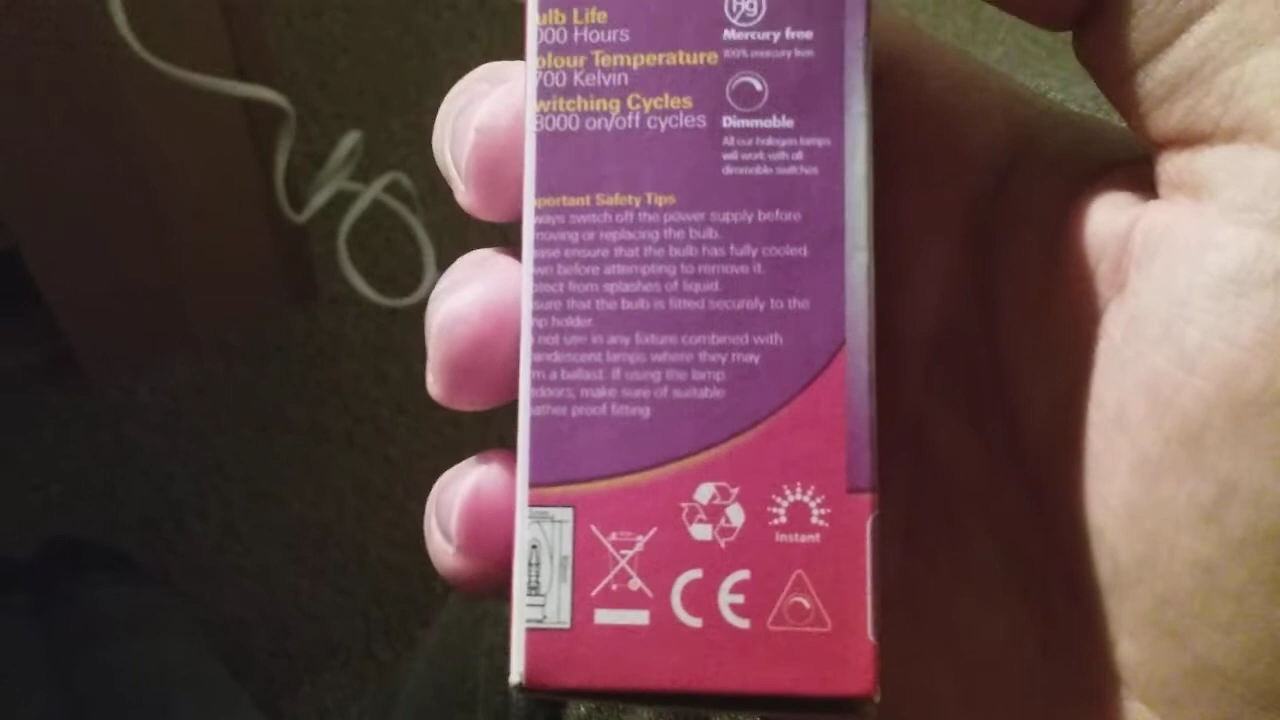 ulb Life
000 Hours
olour Temperature
700 Kelvin
witching Cycles
8000 on/off cycles
Hg
Mercury free
100% mercury free
Dimmable
All our halogen lamps
will work with all
dimmable switches
portant Safety Tips
ways switch off the power supply before
moving or replacing the bulb.
ase ensure that the bulb has fully cooled
wn before attempting to remove it.
otect from splashes of liquid.
sure that the bulb is fitted securely to the
mp holder.
not use in any fixture combined with
andescent lamps where they may
m a ballast. If using the lamp
tdoors, make sure of suitable
ather proof fitting
Instant
CE